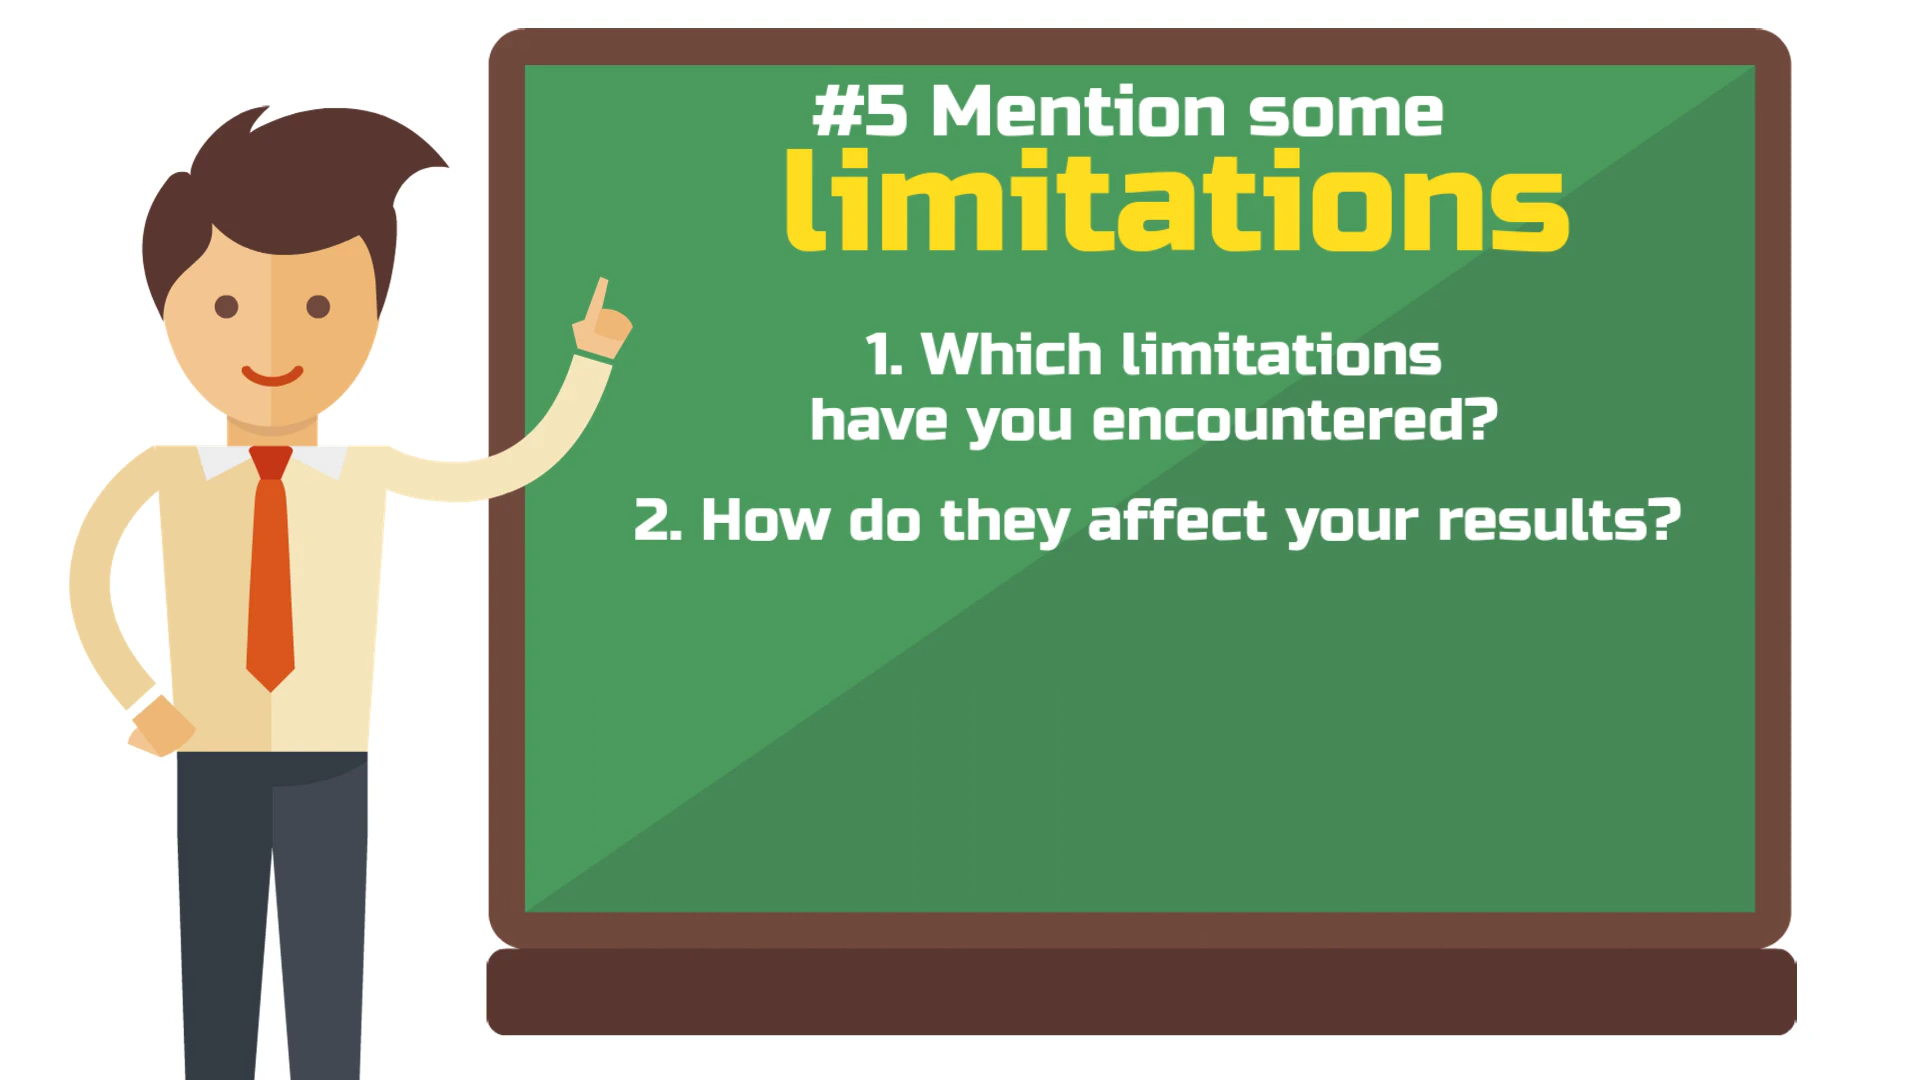 #5 Mention some
limitations
1. Which limitations
have you encountered?
2. How do they affect your results?